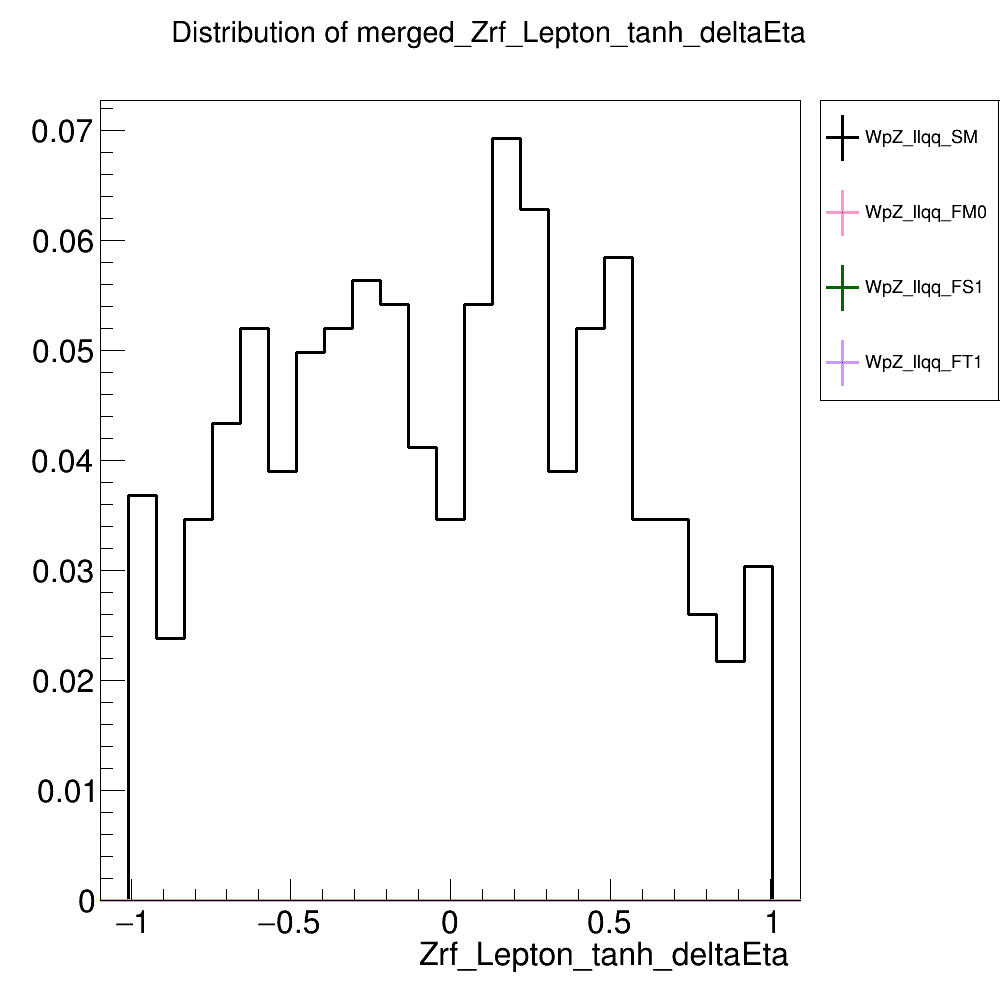 Distribution of merged_Zrf_Lepton_tanh_deltaEta
0.07
0.06
0.05
0.04
0.03
0.02
0.01
0
−1 −0.5 0 0.5 1
Zrf_Lepton_tanh_deltaEta
WpZ_llqq_SM
WpZ_llqq_FM0
WpZ_llqq_FS1
WpZ_llqq_FT1